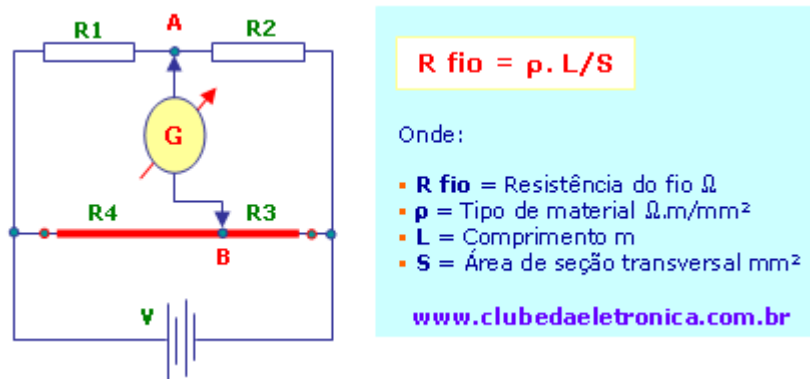 R1
A
R2
G
R4
R3
B
V
R fio = ρ. L/S
Onde:
▪ R fio = Resistência do fio Ω
▪ ρ = Tipo de material Ω.m/mm²
▪ L = Comprimento m
▪ S = Área de seção transversal mm²
www.clubedaeletronica.com.br